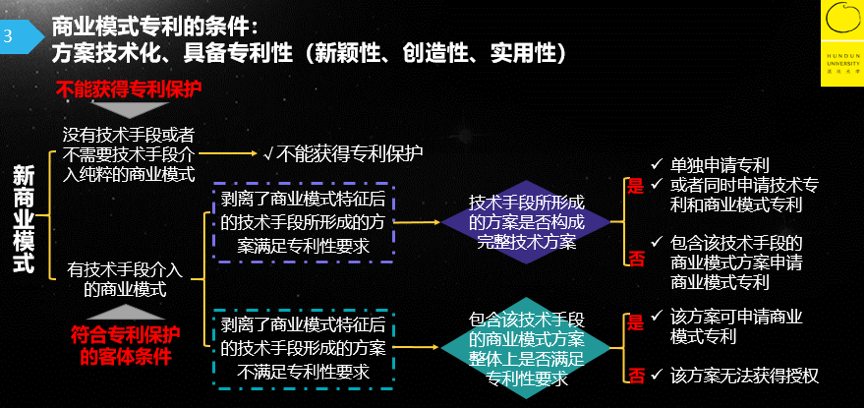 3
商业模式专利的条件：
方案技术化、具备专利性（新颖性、创造性、实用性）
HUNDUN
UNIVERSITY
混沌大学
不能获得专利保护
没有技术手段或者
不需要技术手段介
入纯粹的商业模式
√不能获得专利保护
新商业模式
有技术手段介入
的商业模式
符合专利保护
的客体条件
剥离了商业模式特征后
的技术手段所形成的方
案满足专利性要求
技术手段所形成
的方案是否构成
完整技术方案
是
✓ 单独申请专利
✓ 或者同时申请技术专
利和商业模式专利
否
✓ 包含该技术手段的
商业模式方案申请
商业模式专利
剥离了商业模式特征后
的技术手段形成的方案
不满足专利性要求
包含该技术手段
的商业模式方案
整体上是否满足
专利性要求
是
✓ 该方案可申请商业
模式专利
否
✓ 该方案无法获得授权